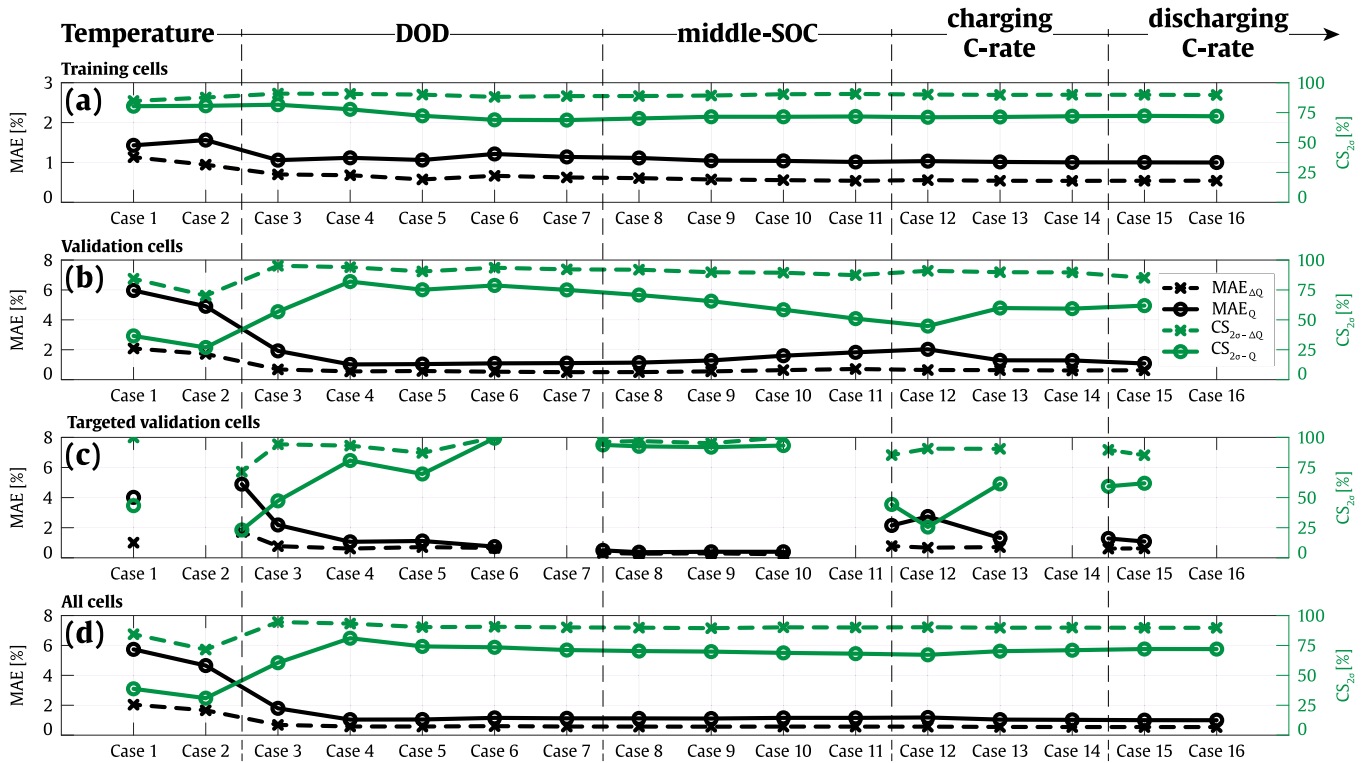 Temperature DOD middle-SOC charging C-rate discharging C-rate
Training cells
(a)
MAE [%]
3
2
1
0
100
75
50
25
0
CS2σ [%]
Case 1 Case 2 Case 3 Case 4 Case 5 Case 6 Case 7 Case 8 Case 9 Case 10 Case 11 Case 12 Case 13 Case 14 Case 15 Case 16
Validation cells
(b)
MAE [%]
8
6
4
2
0
MAEΔQ
MAEQ
CS2σ-ΔQ
CS2σ-Q
100
75
50
25
0
CS2σ [%]
Case 1 Case 2 Case 3 Case 4 Case 5 Case 6 Case 7 Case 8 Case 9 Case 10 Case 11 Case 12 Case 13 Case 14 Case 15 Case 16
Targeted validation cells
(c)
MAE [%]
8
6
4
2
0
100
75
50
25
0
CS2σ [%]
Case 1 Case 2 Case 3 Case 4 Case 5 Case 6 Case 7 Case 8 Case 9 Case 10 Case 11 Case 12 Case 13 Case 14 Case 15 Case 16
All cells
(d)
MAE [%]
8
6
4
2
0
100
75
50
25
0
CS2σ [%]
Case 1 Case 2 Case 3 Case 4 Case 5 Case 6 Case 7 Case 8 Case 9 Case 10 Case 11 Case 12 Case 13 Case 14 Case 15 Case 16